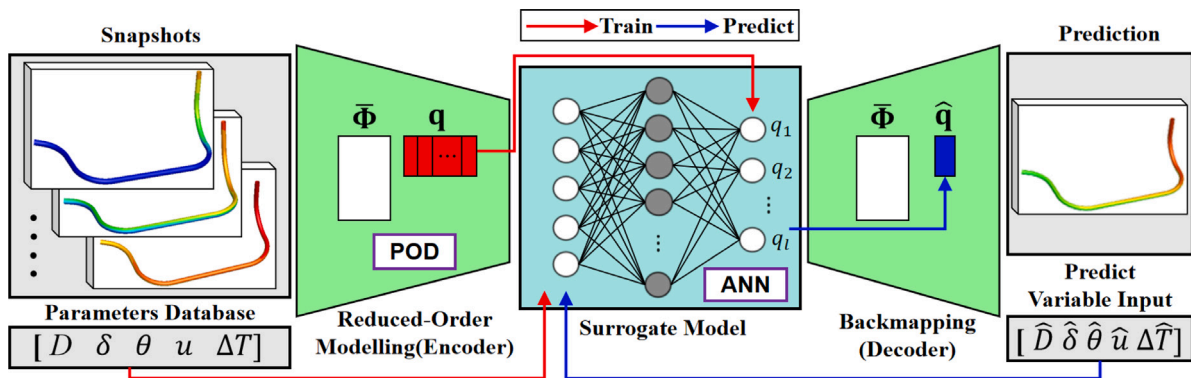 Train
Predict
Snapshots
Prediction
Φ̅
q
...
POD
q₁
q₂
⋮
qₗ
⋮
ANN
Φ̅
q̂
Parameters Database
[ D δ θ u ΔT]
Reduced-Order
Modelling(Encoder)
Surrogate Model
Backmapping
(Decoder)
Predict
Variable Input
[ D̂ δ̂ θ̂ û ΔT̂]